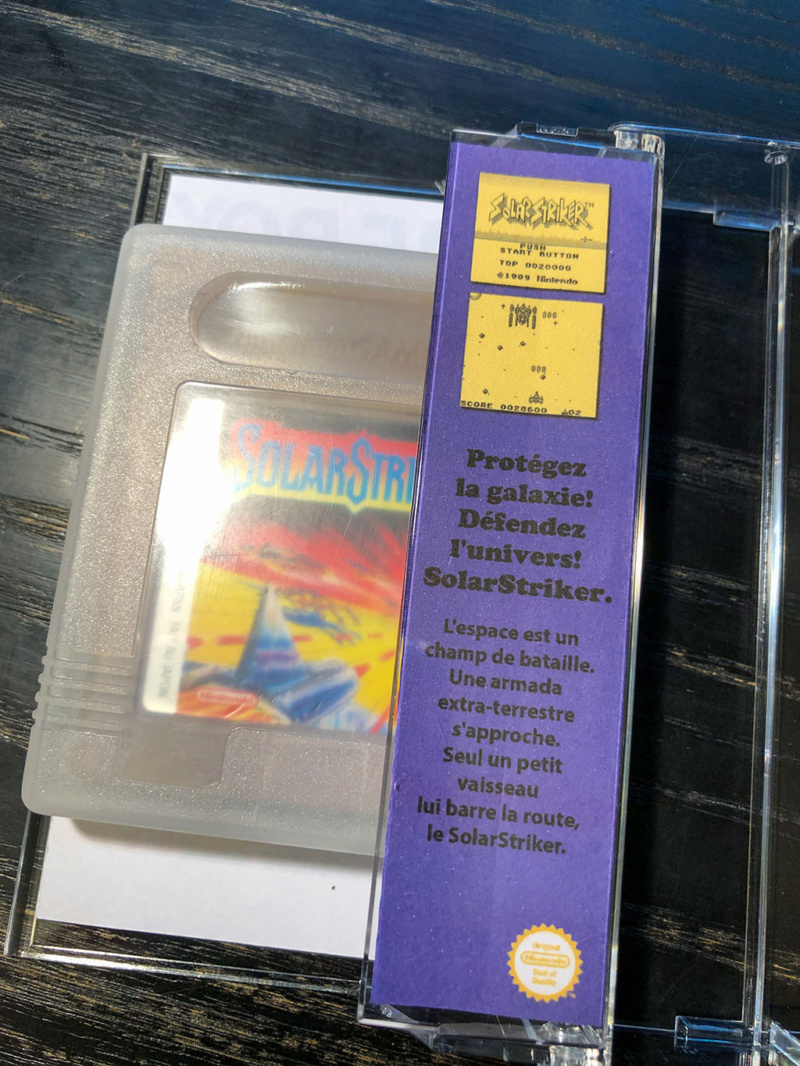 SOLARSTRI
SOLARSTRIKER™
PUSH
START BUTTON
TOP 0020000
©1989 Nintendo
SCORE 0028600 02
Protégez
la galaxie!
Défendez
l'univers!
SolarStriker.
L'espace est un
champ de bataille.
Une armada
extra-terrestre
s'approche.
Seul un petit
vaisseau
lui barre la route,
le SolarStriker.
Original
Nintendo
Seal of
Quality